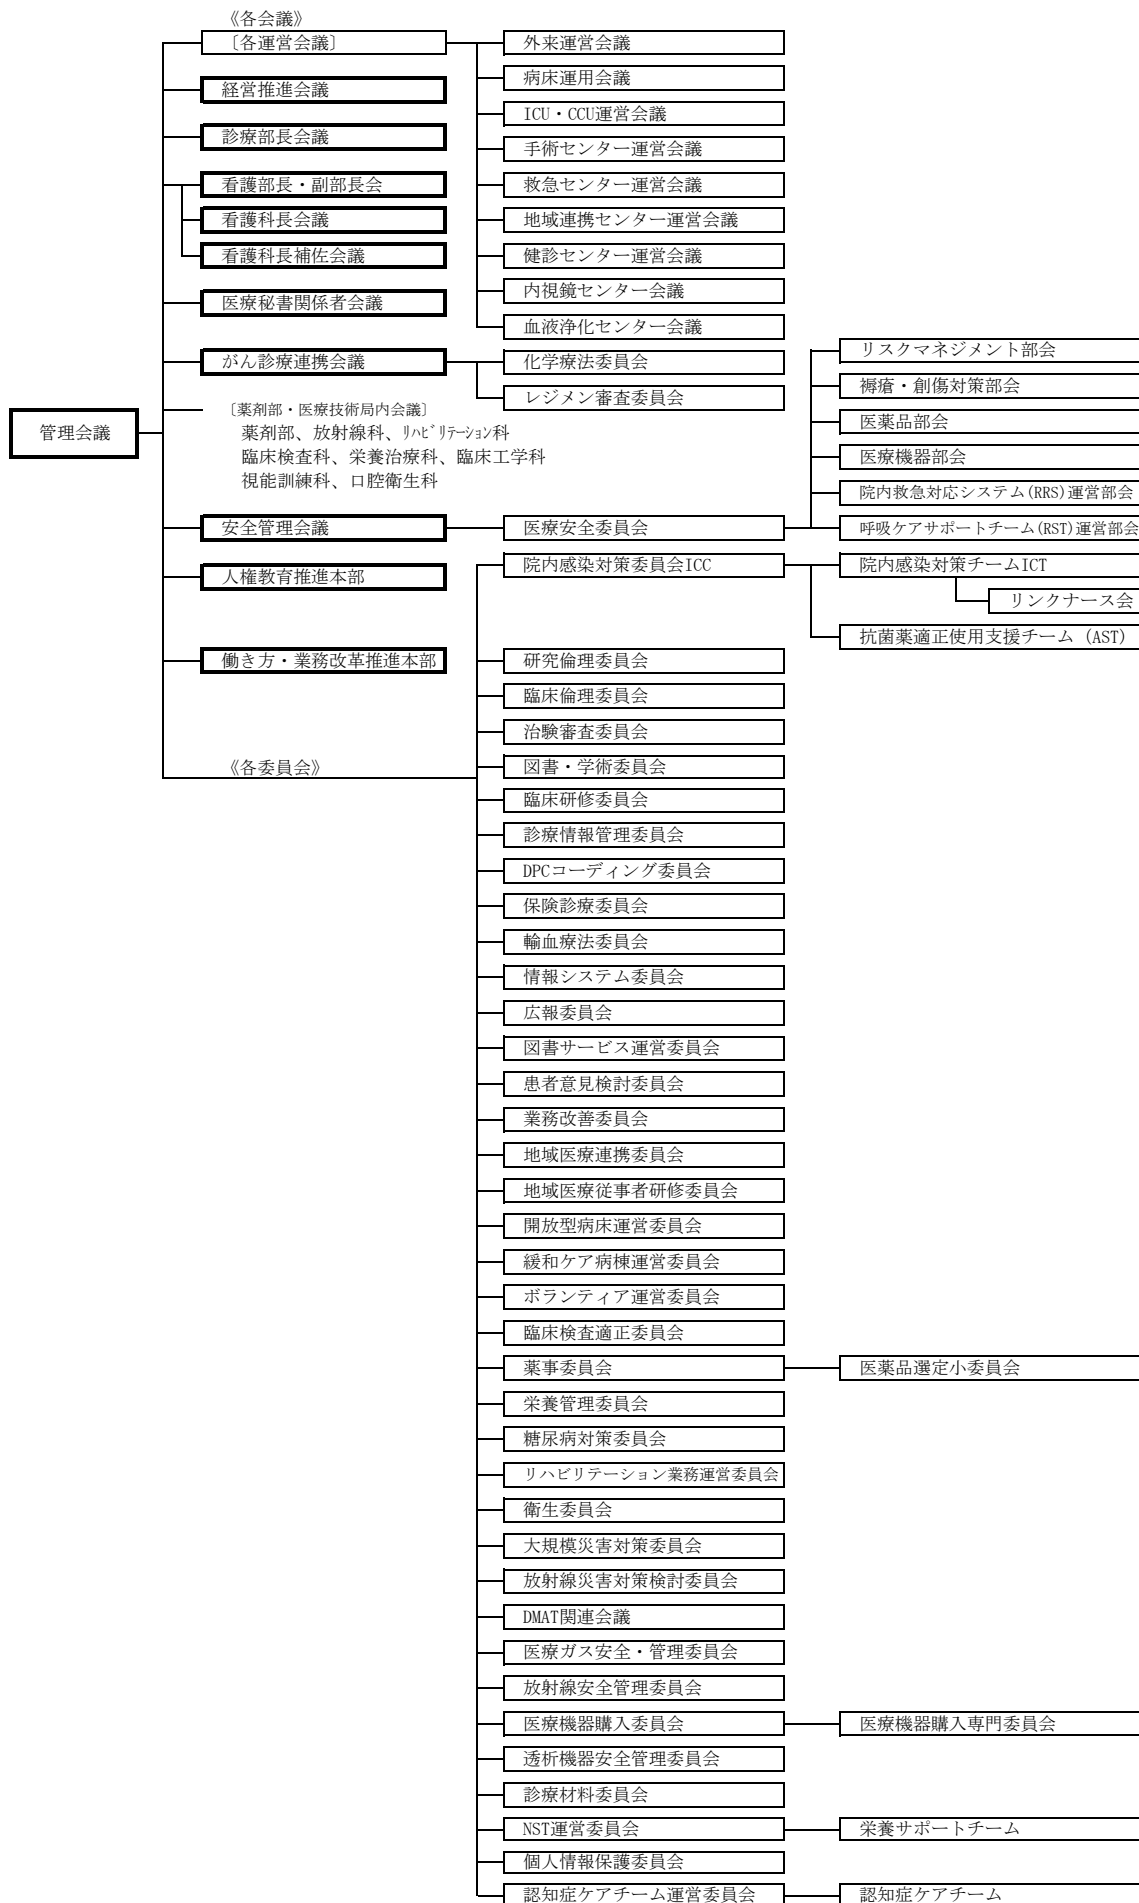 《各会議》
〔各運営会議〕
外来運営会議
経営推進会議
病床運用会議
ICU・CCU運営会議
診療部長会議
手術センター運営会議
看護部長・副部長会
救急センター運営会議
看護科長会議
地域連携センター運営会議
看護科長補佐会議
健診センター運営会議
医療秘書関係者会議
内視鏡センター会議
血液浄化センター会議
がん診療連携会議
化学療法委員会
リスクマネジメント部会
レジメン審査委員会
褥瘡・創傷対策部会
管理会議
〔薬剤部・医療技術局内会議〕
薬剤部、放射線科、ﾘﾊﾋﾞﾘﾃｰｼｮﾝ科
臨床検査科、栄養治療科、臨床工学科
視能訓練科、口腔衛生科
医薬品部会
医療機器部会
院内救急対応システム(RRS)運営部会
安全管理会議
医療安全委員会
呼吸ケアサポートチーム(RST)運営部会
人権教育推進本部
院内感染対策委員会ICC
院内感染対策チームICT
リンクナース会
抗菌薬適正使用支援チーム (AST)
働き方・業務改革推進本部
研究倫理委員会
臨床倫理委員会
治験審査委員会
《各委員会》
図書・学術委員会
臨床研修委員会
診療情報管理委員会
DPCコーディング委員会
保険診療委員会
輸血療法委員会
情報システム委員会
広報委員会
図書サービス運営委員会
患者意見検討委員会
業務改善委員会
地域医療連携委員会
地域医療従事者研修委員会
開放型病床運営委員会
緩和ケア病棟運営委員会
ボランティア運営委員会
臨床検査適正委員会
薬事委員会
医薬品選定小委員会
栄養管理委員会
糖尿病対策委員会
リハビリテーション業務運営委員会
衛生委員会
大規模災害対策委員会
放射線災害対策検討委員会
DMAT関連会議
医療ガス安全・管理委員会
放射線安全管理委員会
医療機器購入委員会
医療機器購入専門委員会
透析機器安全管理委員会
診療材料委員会
NST運営委員会
栄養サポートチーム
個人情報保護委員会
認知症ケアチーム運営委員会
認知症ケアチーム